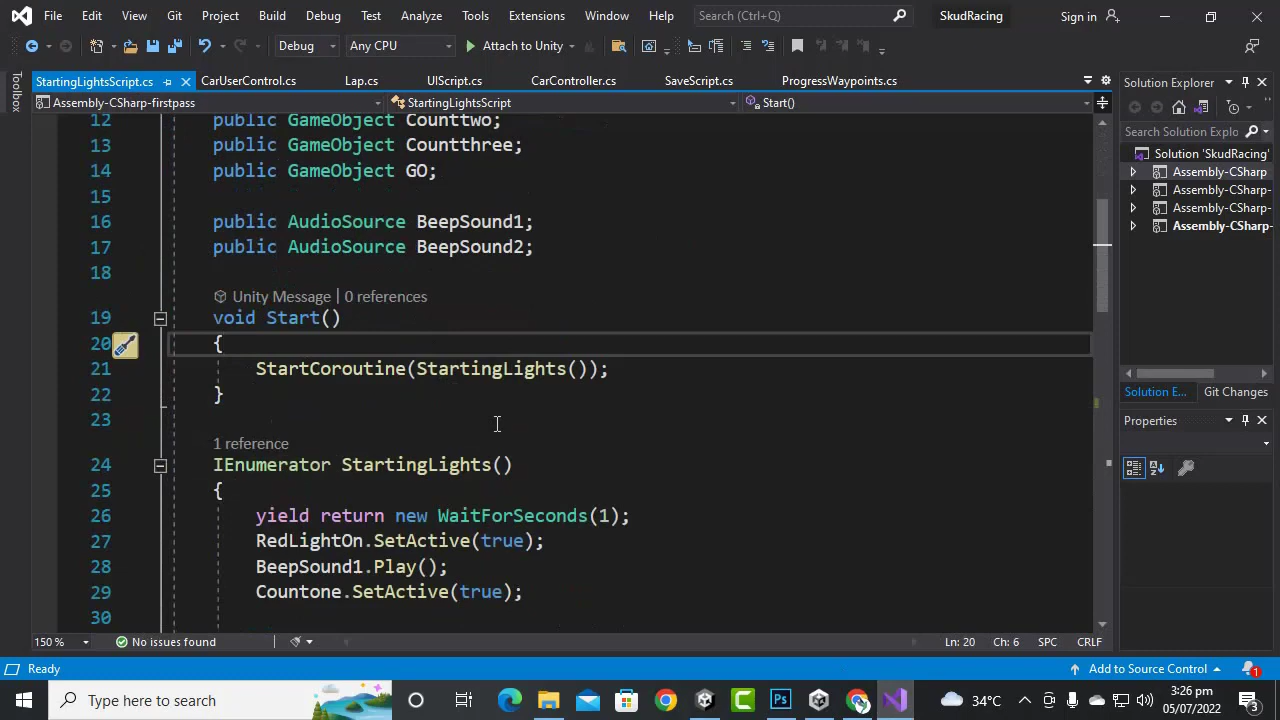 File Edit View Git Project Build Debug Test Analyze Tools Extensions Window Help Search (Ctrl+Q) SkudRacing Sign in
Debug Any CPU Attach to Unity
Toolbox
StartingLightsScript.cs CarUserControl.cs Lap.cs UIScript.cs CarController.cs SaveScript.cs ProgressWaypoints.cs
Assembly-CSharp-firstpass StartingLightsScript Start()
12 public GameObject Counttwo;
13 public GameObject Countthree;
14 public GameObject GO;
15
16 public AudioSource BeepSound1;
17 public AudioSource BeepSound2;
18
Unity Message | 0 references
19 void Start()
20 {
21 StartCoroutine(StartingLights());
22 }
23
1 reference
24 IEnumerator StartingLights()
25 {
26 yield return new WaitForSeconds(1);
27 RedLightOn.SetActive(true);
28 BeepSound1.Play();
29 Countone.SetActive(true);
30
150 % No issues found Ln: 20 Ch: 6 SPC CRLF
Solution Explorer
Search Solution Explo
Solution 'SkudRacing'
Assembly-CSharp
Assembly-CSharp-
Assembly-CSharp-
Assembly-CSharp-
Solution E... Git Changes
Properties
Ready Add to Source Control 1
Type here to search Ps 34°C 3:26 pm
05/07/2022 3